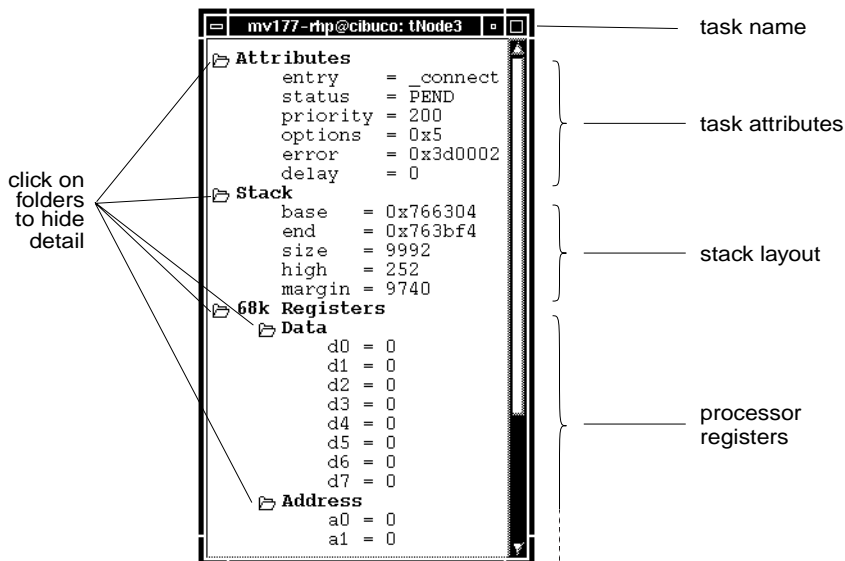 mv177-rhp@cibuco: tNode3
task name
Attributes
entry = _connect
status = PEND
priority = 200
options = 0x5
error = 0x3d0002
delay = 0
task attributes
click on
folders
to hide
detail
Stack
base = 0x766304
end = 0x763bf4
size = 9992
high = 252
margin = 9740
stack layout
68k Registers
Data
d0 = 0
d1 = 0
d2 = 0
d3 = 0
d4 = 0
d5 = 0
d6 = 0
d7 = 0
processor
registers
Address
a0 = 0
a1 = 0